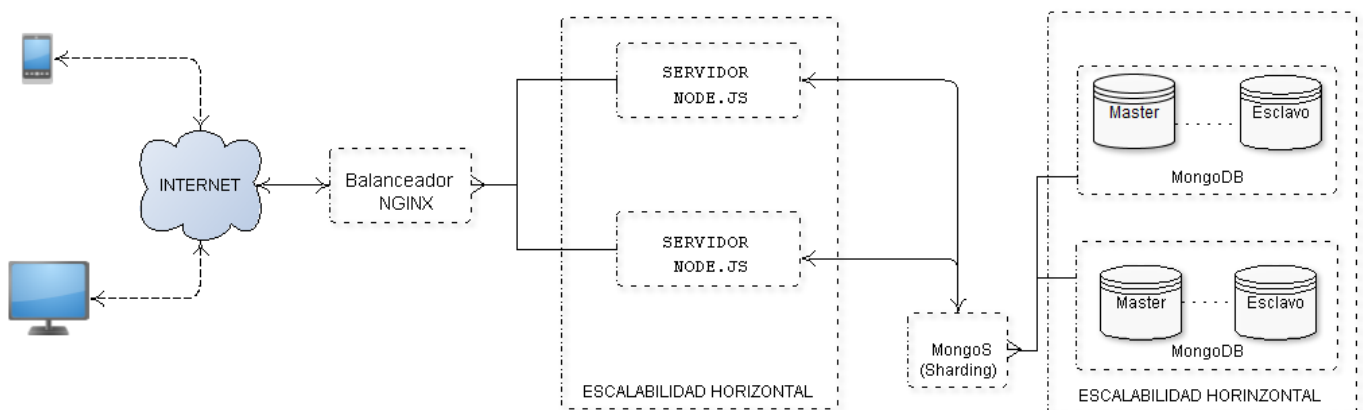 INTERNET
Balanceador
NGINX
SERVIDOR
NODE.JS
SERVIDOR
NODE.JS
ESCALABILIDAD HORIZONTAL
MongoS
(Sharding)
Master
Esclavo
MongoDB
Master
Esclavo
MongoDB
ESCALABILIDAD HORINZONTAL